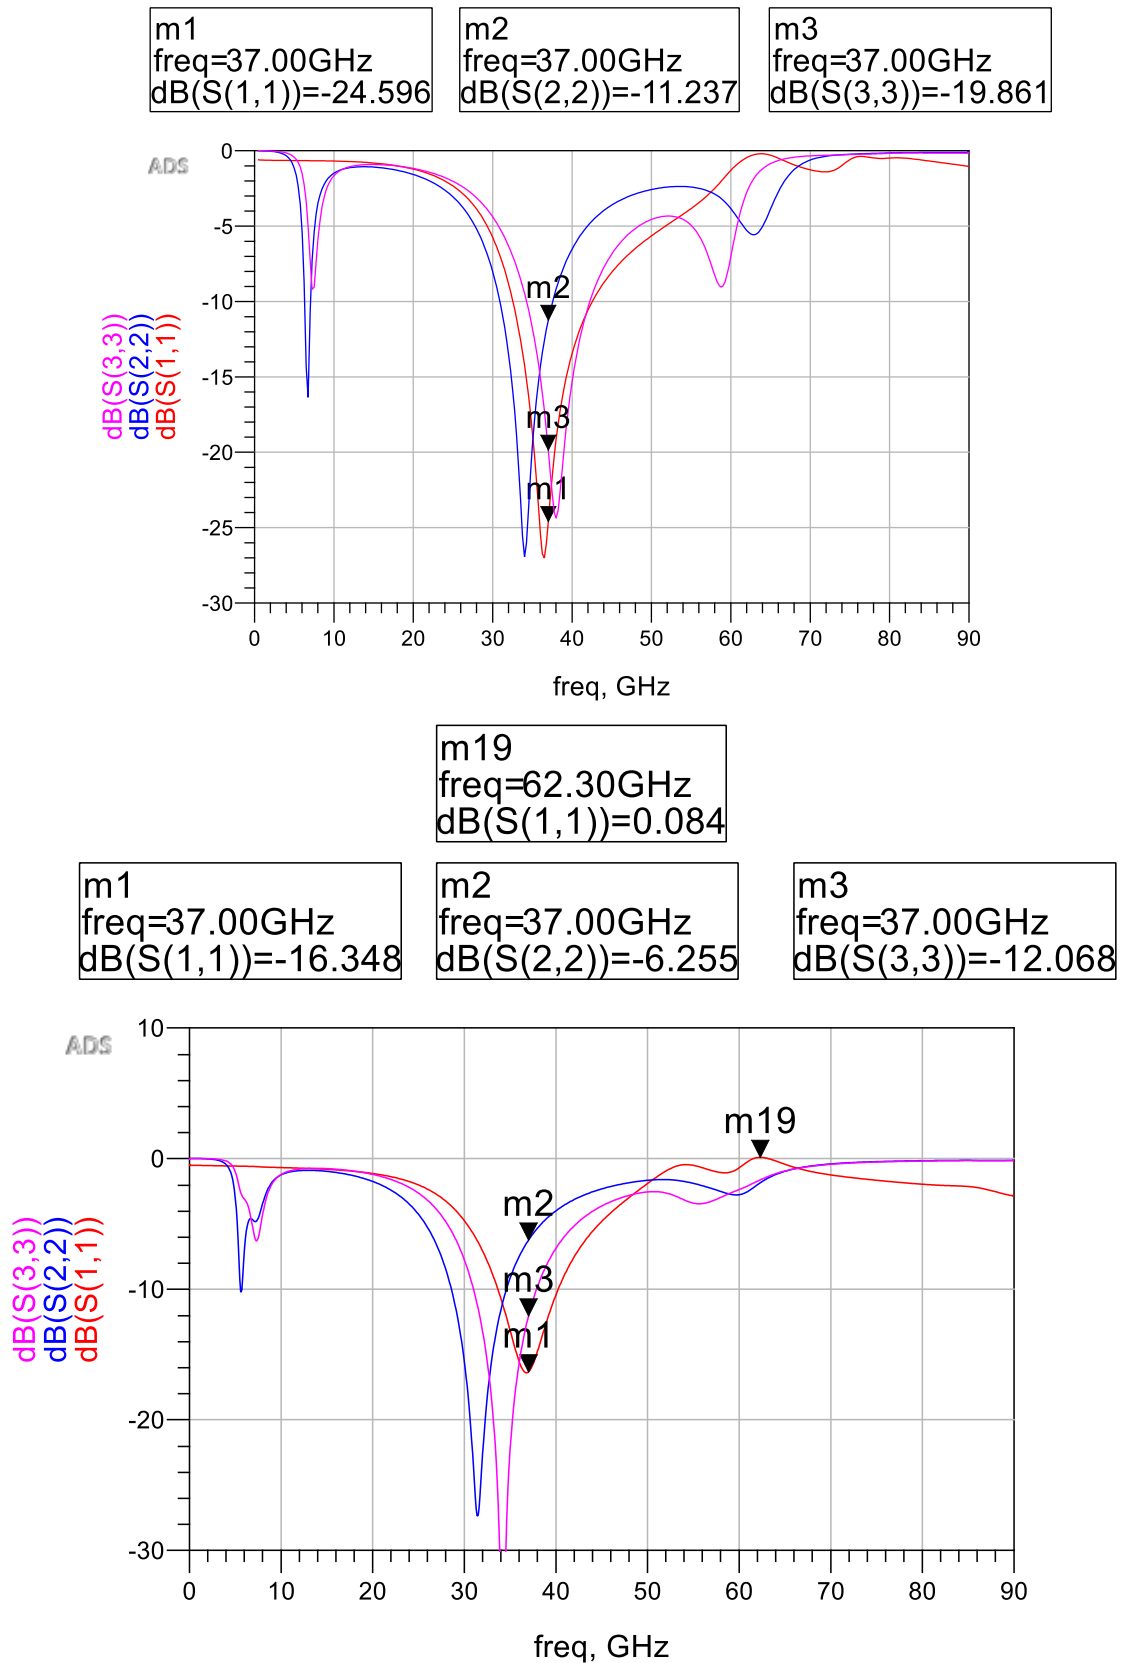 m1
freq=37.00GHz
dB(S(1,1))=-24.596
m2
freq=37.00GHz
dB(S(2,2))=-11.237
m3
freq=37.00GHz
dB(S(3,3))=-19.861
ADS
0
-5
-10
-15
-20
-25
-30
dB(S(3,3))
dB(S(2,2))
dB(S(1,1))
m2
m3
m1
0 10 20 30 40 50 60 70 80 90
freq, GHz
m19
freq=62.30GHz
dB(S(1,1))=0.084
m1
freq=37.00GHz
dB(S(1,1))=-16.348
m2
freq=37.00GHz
dB(S(2,2))=-6.255
m3
freq=37.00GHz
dB(S(3,3))=-12.068
ADS
10
0
-10
-20
-30
dB(S(3,3))
dB(S(2,2))
dB(S(1,1))
m19
m2
m3
m1
0 10 20 30 40 50 60 70 80 90
freq, GHz